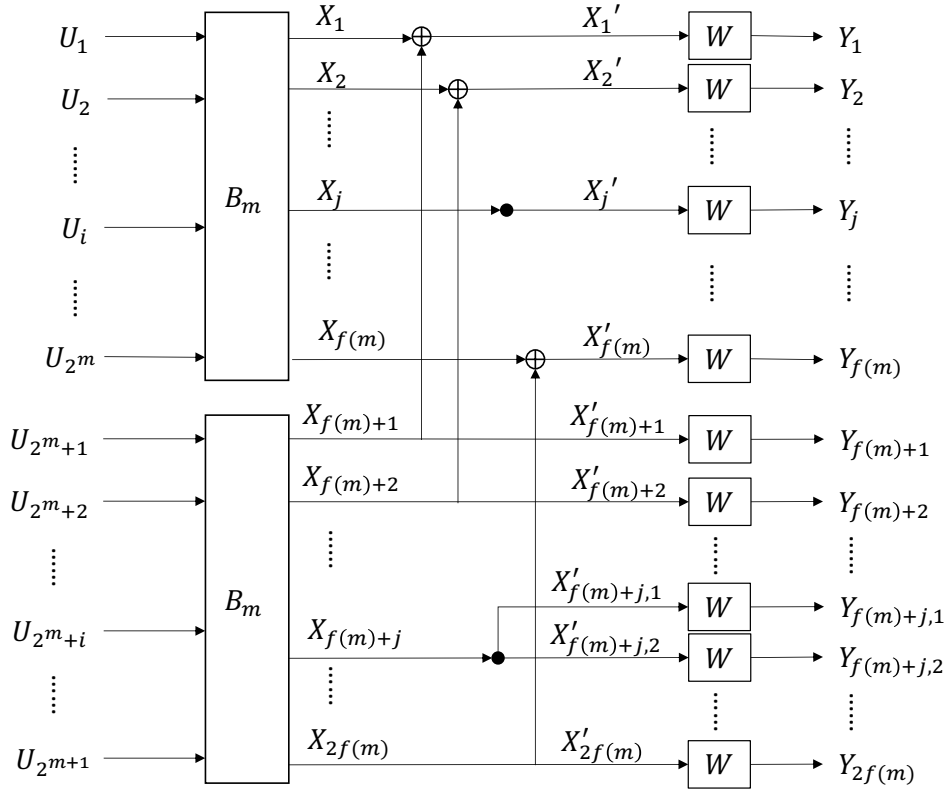 U_1 X_1 X_1' W Y_1
U_2 X_2 X_2' W Y_2
U_i B_m X_j X_j' W Y_j
U_{2^m} X_{f(m)} X'_{f(m)} W Y_{f(m)}
U_{2^m+1} X_{f(m)+1} X'_{f(m)+1} W Y_{f(m)+1}
U_{2^m+2} X_{f(m)+2} X'_{f(m)+2} W Y_{f(m)+2}
B_m X'_{f(m)+j,1} W Y_{f(m)+j,1}
U_{2^m+i} X_{f(m)+j} X'_{f(m)+j,2} W Y_{f(m)+j,2}
U_{2^{m+1}} X_{2f(m)} X'_{2f(m)} W Y_{2f(m)}